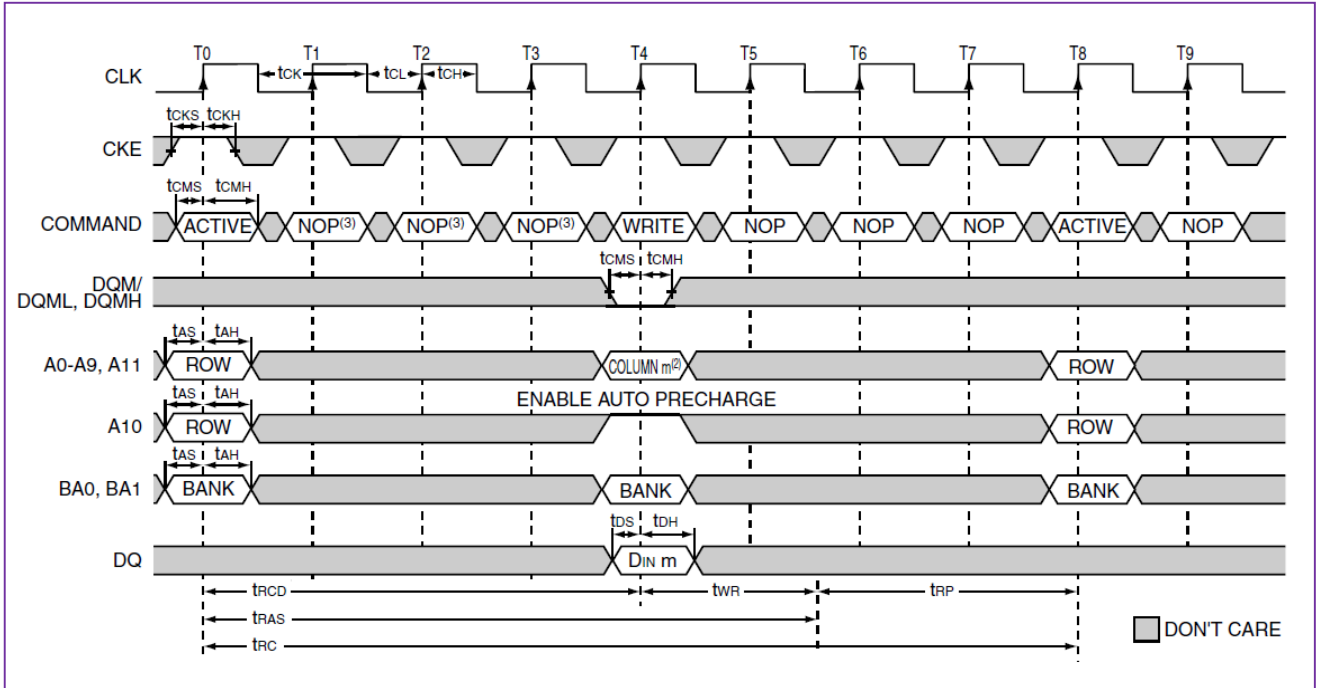 T0 T1 T2 T3 T4 T5 T6 T7 T8 T9
CLK tCK tCL tCH
tCKS tCKH
CKE
tCMS tCMH
COMMAND ACTIVE NOP(3) NOP(3) NOP(3) WRITE NOP NOP NOP ACTIVE NOP
tCMS tCMH
DQM/
DQML, DQMH
tAS tAH
A0-A9, A11 ROW COLUMN m(2) ROW
tAS tAH ENABLE AUTO PRECHARGE
A10 ROW ROW
tAS tAH
BA0, BA1 BANK BANK BANK
tDS tDH
DQ DIN m
tRCD tWR tRP
tRAS
DON'T CARE
tRC